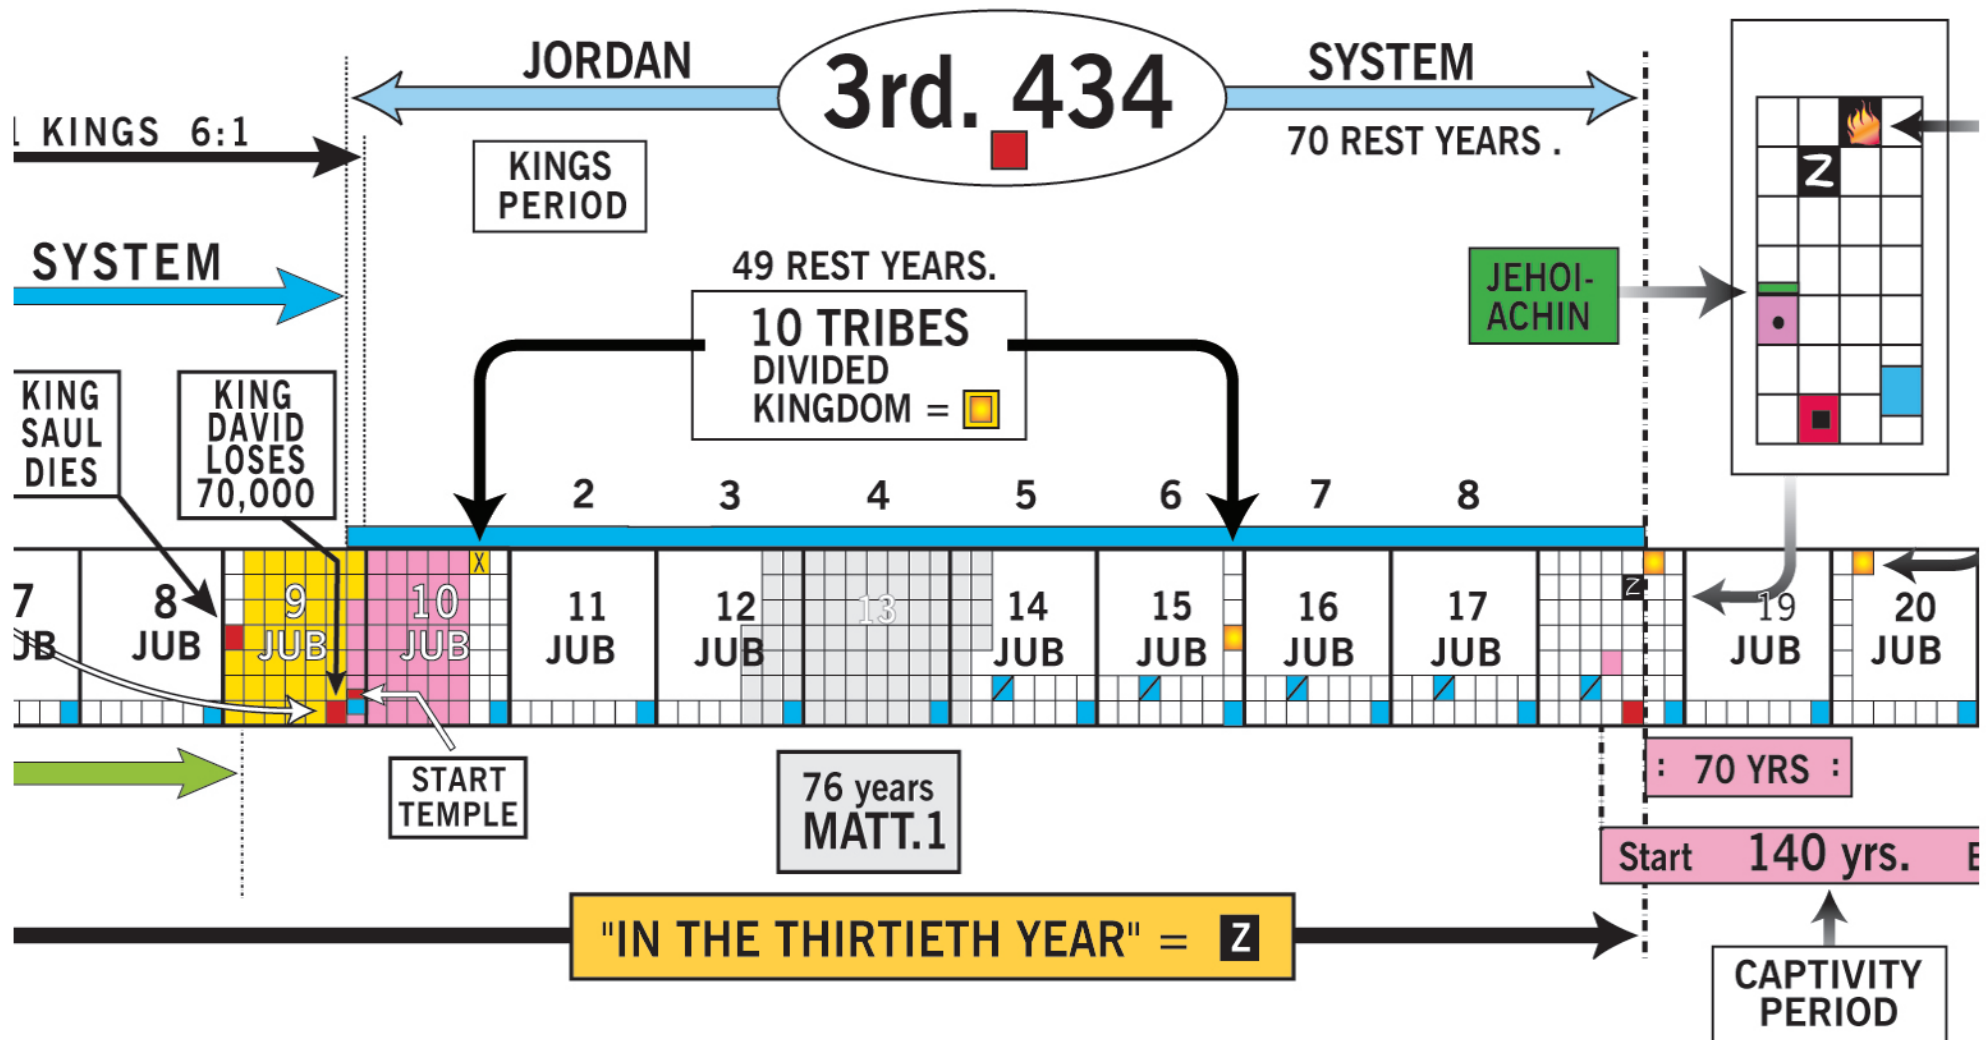 JORDAN
3rd. 434
SYSTEM
70 REST YEARS .
1 KINGS 6:1
KINGS
PERIOD
SYSTEM
49 REST YEARS.
10 TRIBES
DIVIDED
KINGDOM =
JEHOI-
ACHIN
Z
KING
SAUL
DIES
KING
DAVID
LOSES
70,000
2 3 4 5 6 7 8
X
Z
7
JUB
8
JUB
9
JUB
10
JUB
11
JUB
12
JUB
13
14
JUB
15
JUB
16
JUB
17
JUB
19
JUB
20
JUB
START
TEMPLE
76 years
MATT.1
: 70 YRS :
Start 140 yrs.
"IN THE THIRTIETH YEAR" = Z
CAPTIVITY
PERIOD